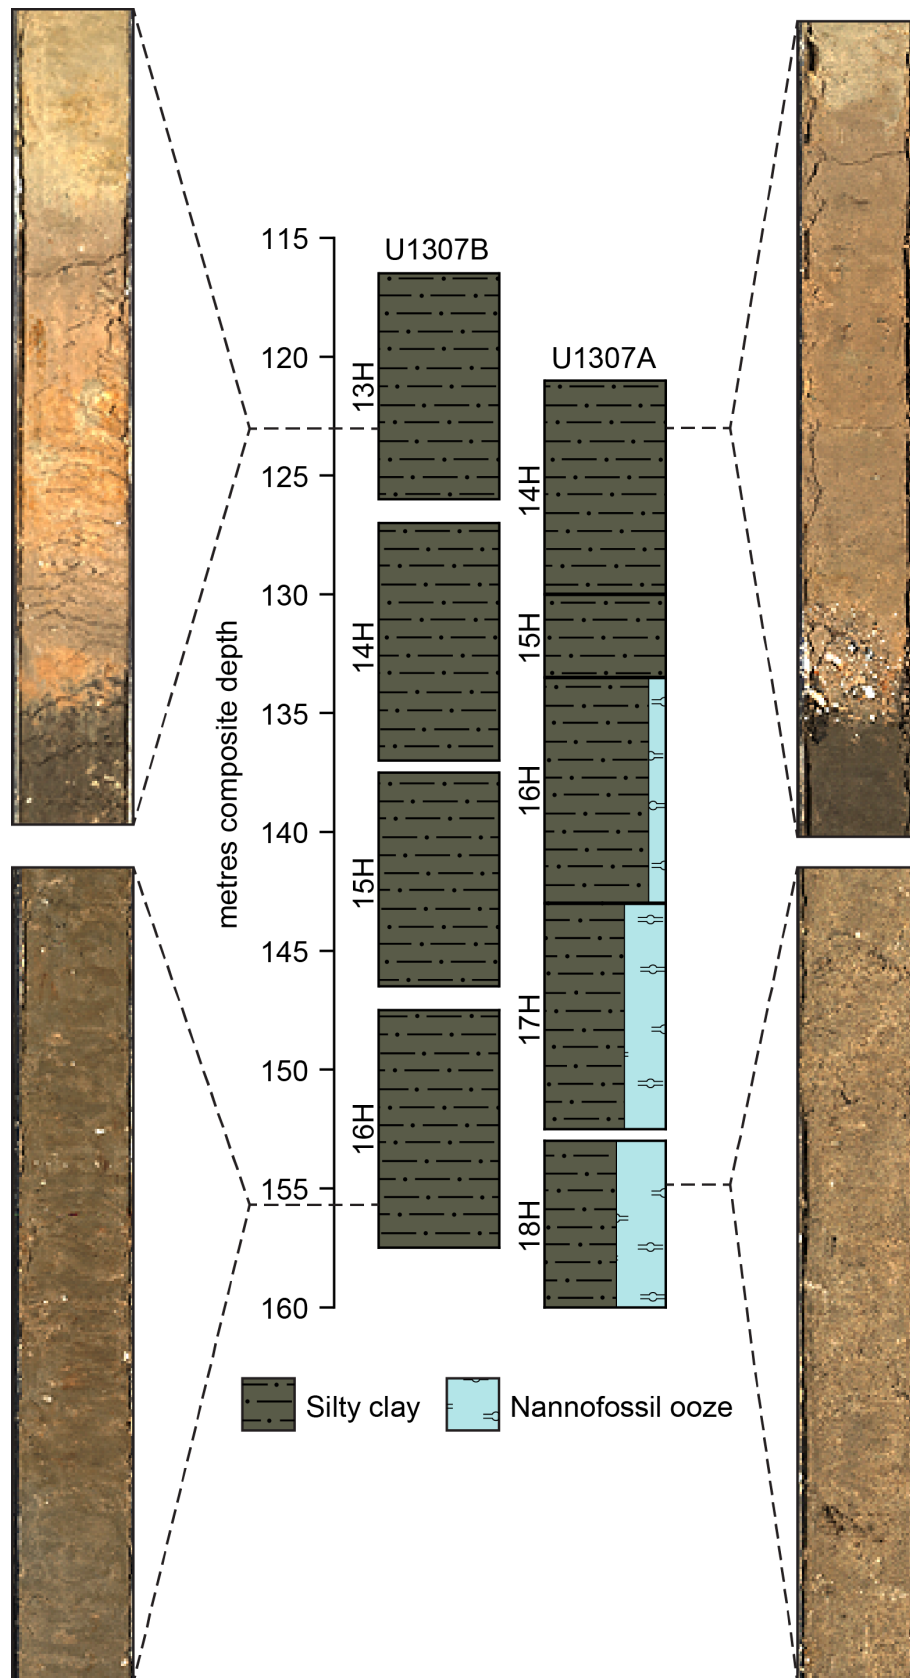 115
U1307B
120
U1307A
13H
125
14H
130
metres composite depth
14H
15H
135
16H
140
15H
145
17H
150
16H
155
18H
160
Silty clay
Nannofossil ooze